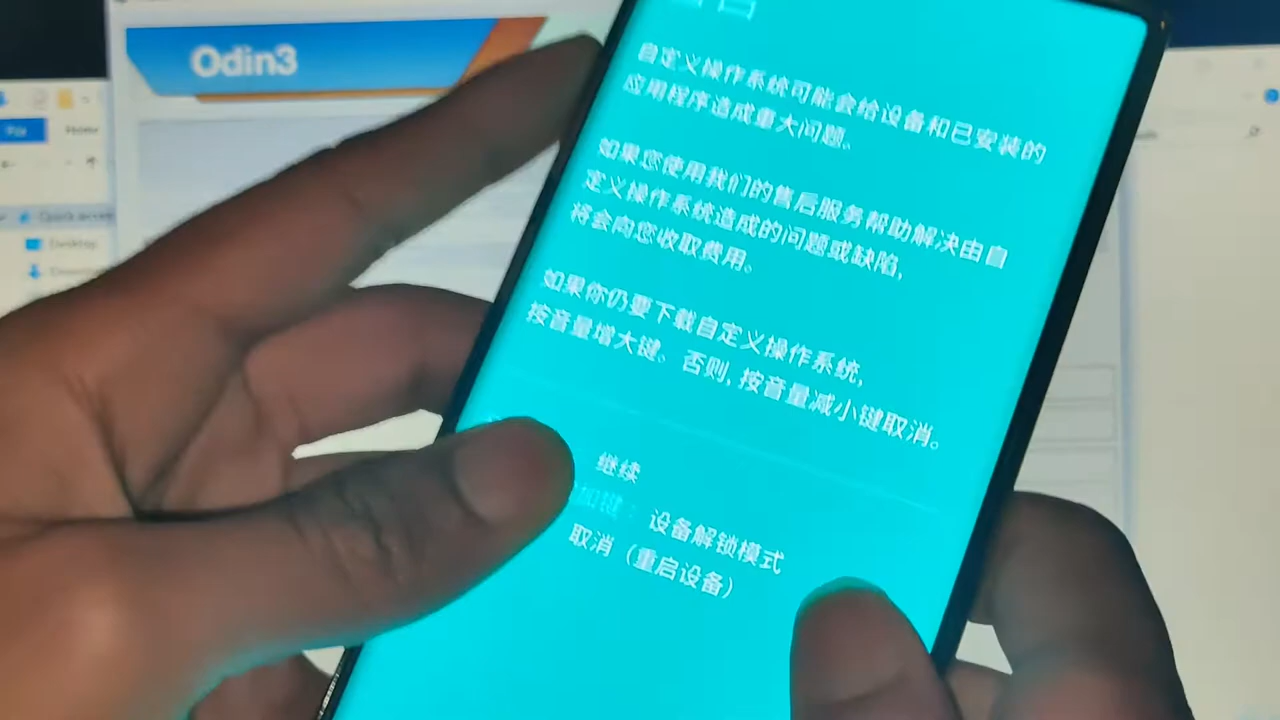 Odin3
Home
Quick access
Desktop
自定义操作系统可能会给设备和已安装的
应用程序造成重大问题。
如果您使用我们的售后服务帮助解决由自
定义操作系统造成的问题或缺陷,
将会向您收取费用。
如果你仍要下载自定义操作系统,
按音量增大键。否则, 按音量减小键取消。
继续
设备解锁模式
取消（重启设备）